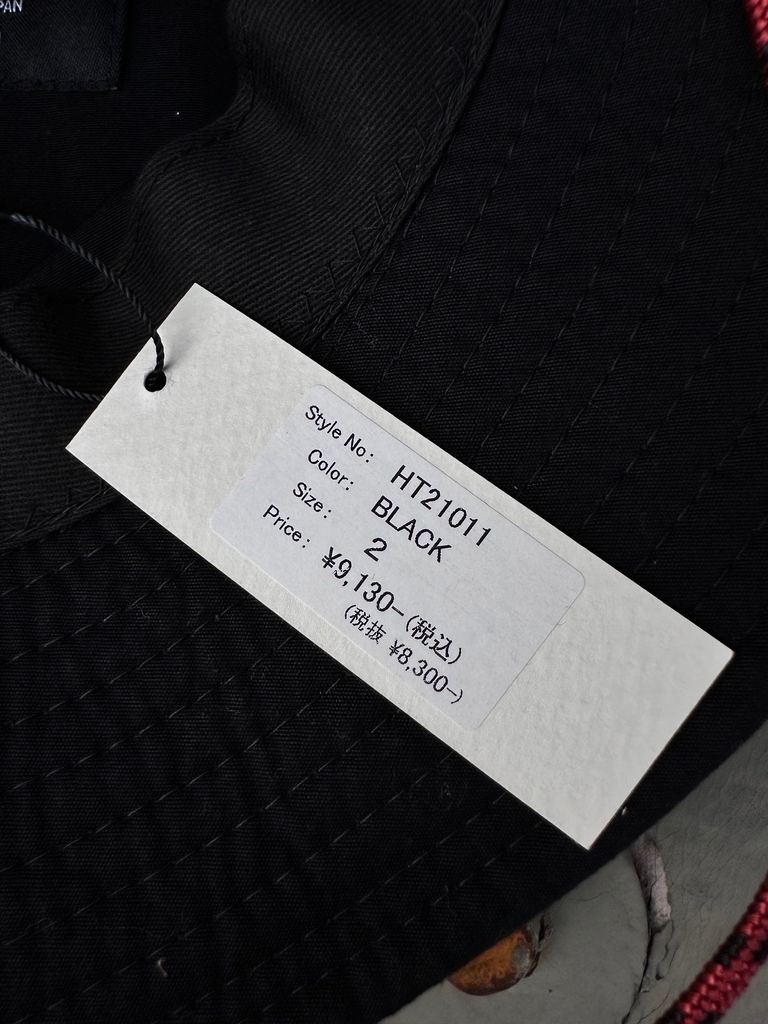 Style No: HT21011
Color: BLACK
Size: 2
Price: ¥9,130-(税込)
(税抜 ¥8,300-)